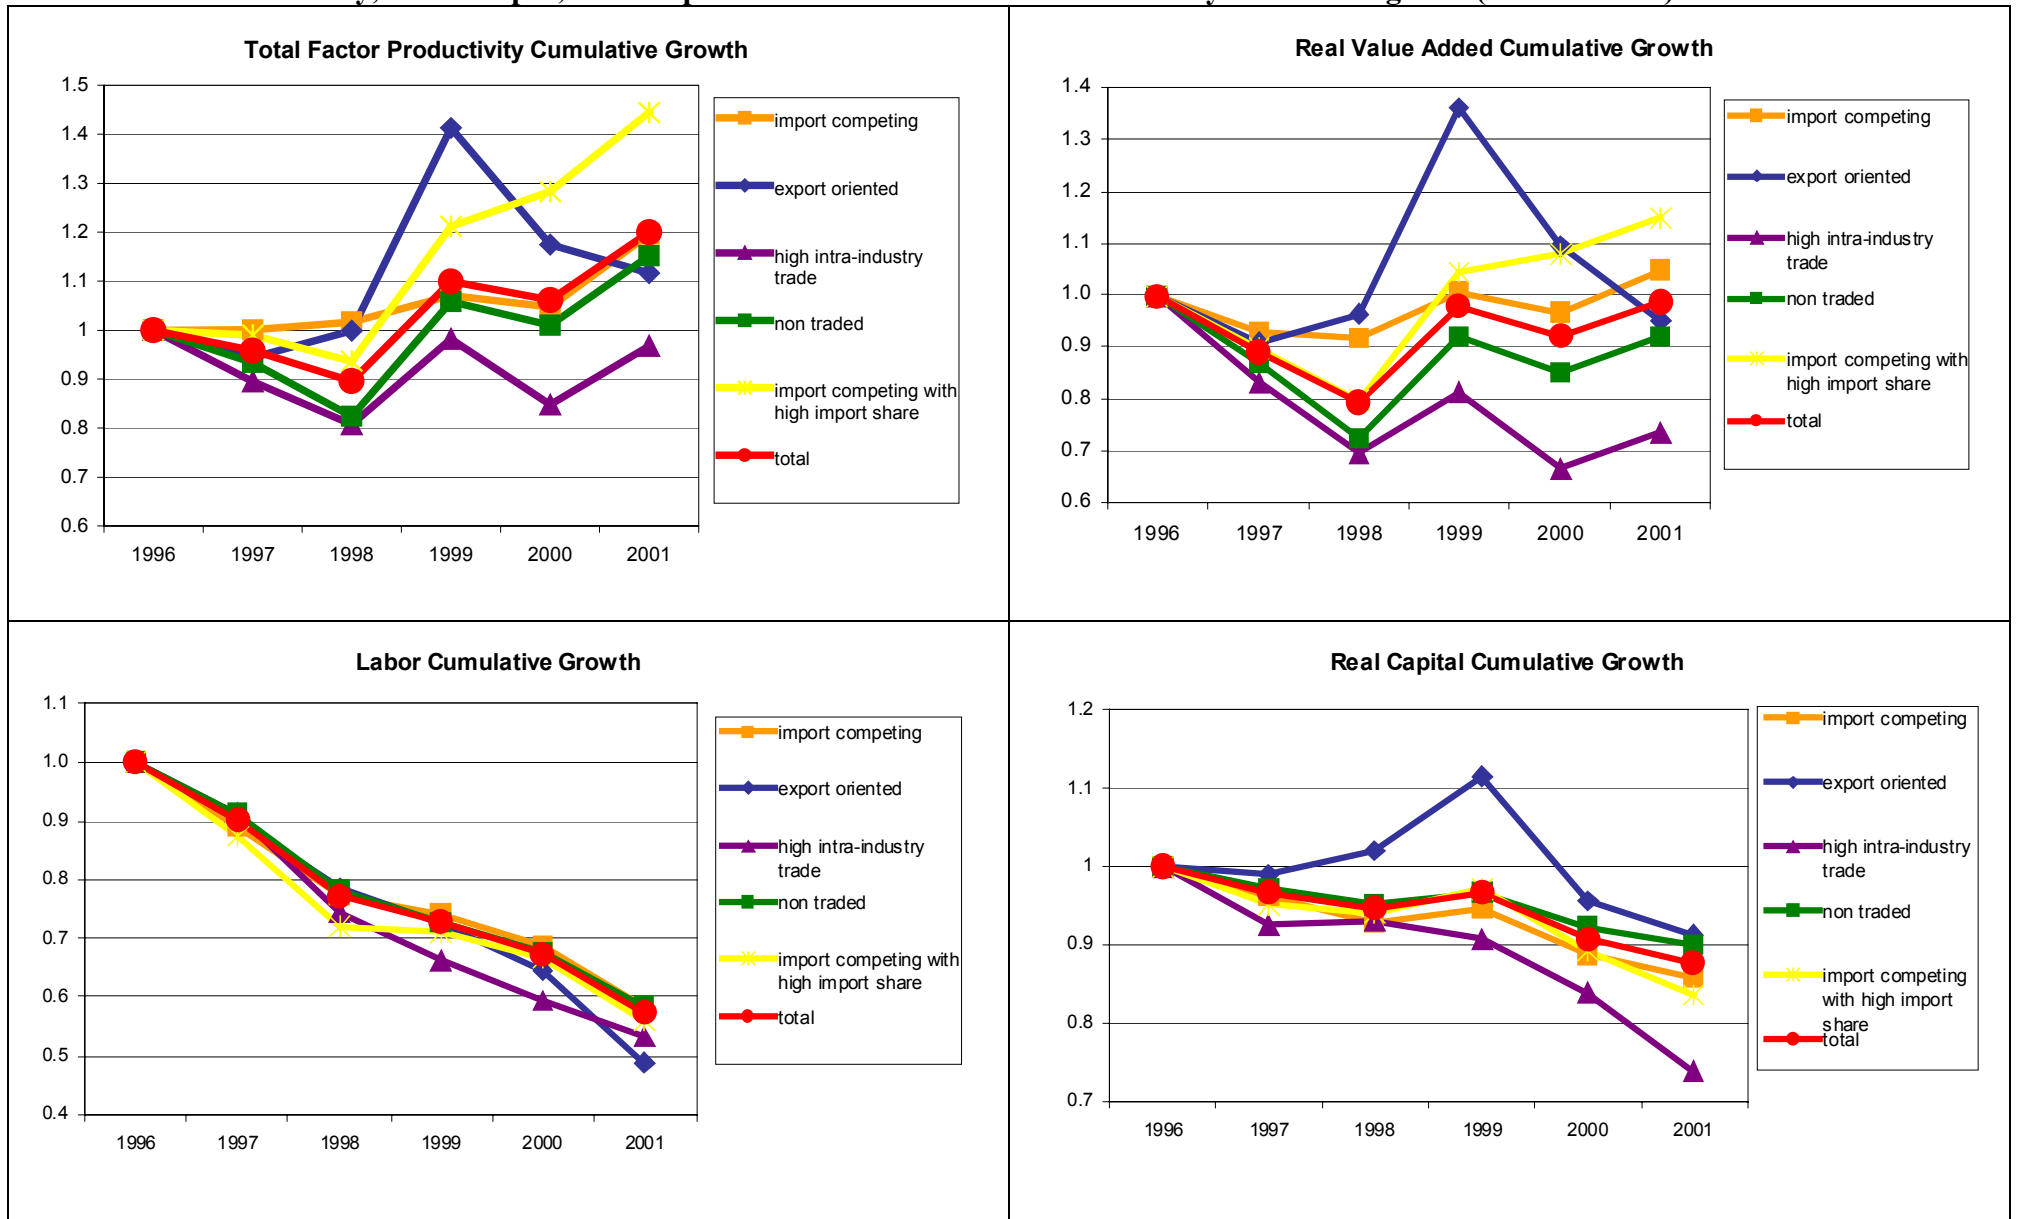 Total Factor Productivity Cumulative Growth
1.5
1.4
1.3
1.2
1.1
1
0.9
0.8
0.7
0.6
1996 1997 1998 1999 2000 2001
import competing
export oriented
high intra-industry
trade
non traded
import competing with
high import share
total
Real Value Added Cumulative Growth
1.4
1.3
1.2
1.1
1.0
0.9
0.8
0.7
0.6
1996 1997 1998 1999 2000 2001
import competing
export oriented
high intra-industry
trade
non traded
import competing with
high import share
total
Labor Cumulative Growth
1.1
1.0
0.9
0.8
0.7
0.6
0.5
0.4
1996 1997 1998 1999 2000 2001
import competing
export oriented
high intra-industry
trade
non traded
import competing with
high import share
total
Real Capital Cumulative Growth
1.2
1.1
1
0.9
0.8
0.7
1996 1997 1998 1999 2000 2001
import competing
export oriented
high intra-industry
trade
non traded
import competing
with high import
share
total